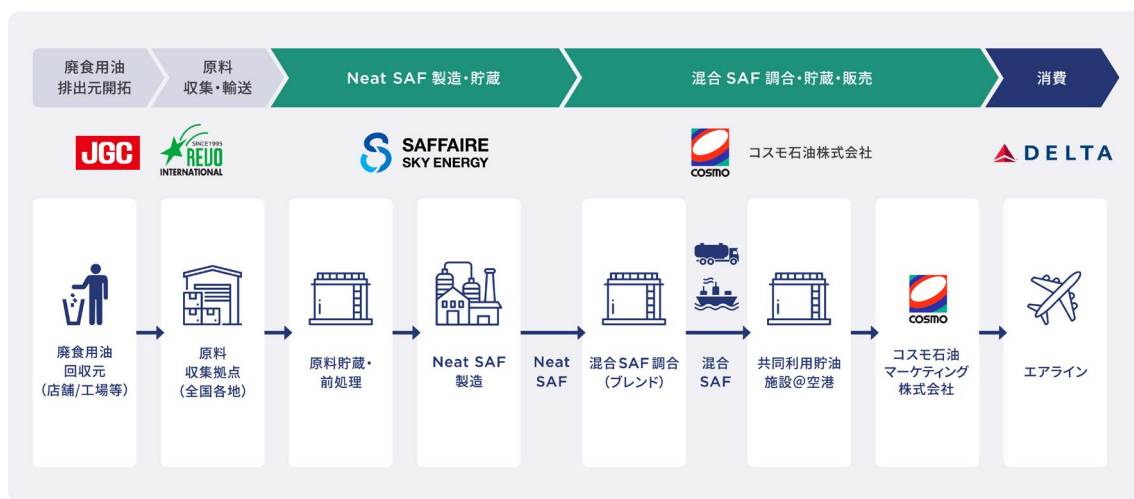 廃食用油
排出元開拓
原料
収集・輸送
Neat SAF 製造・貯蔵
混合 SAF 調合・貯蔵・販売
消費
JGC
SINCE1995
REVO
INTERNATIONAL
SAFFAIRE
SKY ENERGY
COSMO
コスモ石油株式会社
DELTA
廃食用油
回収元
(店舗/工場等)
原料
収集拠点
(全国各地)
原料貯蔵・
前処理
Neat SAF
製造
Neat
SAF
混合SAF調合
(ブレンド)
混合
SAF
共同利用貯油
施設@空港
COSMO
コスモ石油
マーケティング
株式会社
エアライン